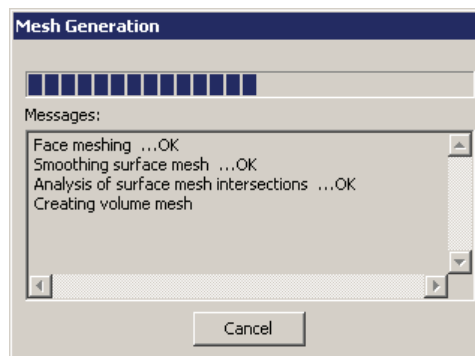 Mesh Generation
Messages:
Face meshing ...OK
Smoothing surface mesh ...OK
Analysis of surface mesh intersections ...OK
Creating volume mesh
Cancel